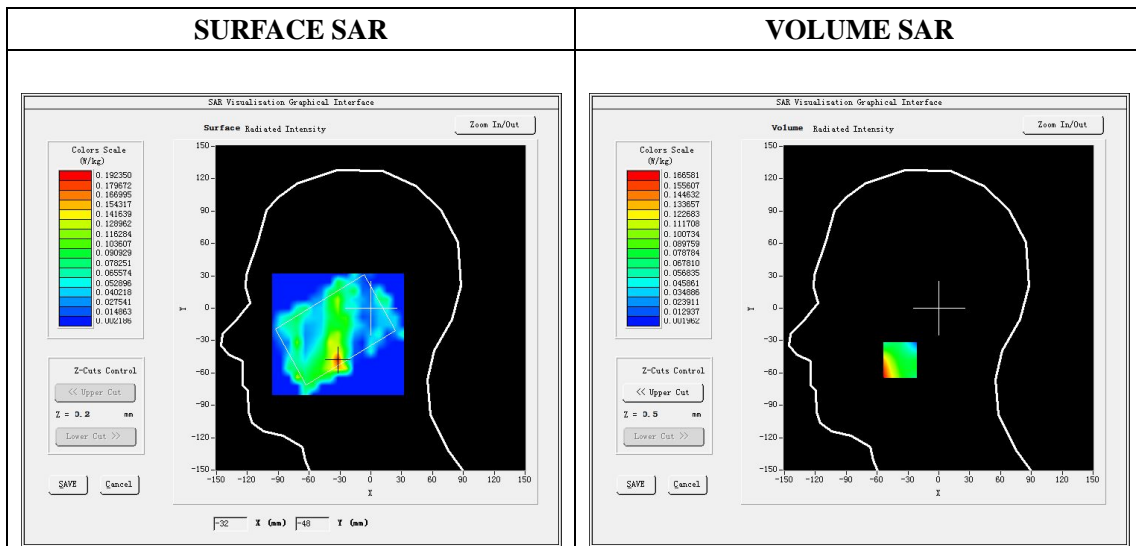 SURFACE SAR
SAR Visualisation Graphical Interface
Surface Radiated Intensity
Zoom In/Out
Colors Scale
(W/kg)
0.192350
0.179672
0.166995
0.154317
0.141639
0.128962
0.116284
0.103607
0.090929
0.078251
0.065574
0.052896
0.040218
0.027541
0.014863
0.002186
Z-Cuts Control
<< Upper Cut
Z = 3.2 mm
Lower Cut >>
SAVE Cancel
150
120
90
60
30
0
-30
-60
-90
-120
-150
Y
-150 -120 -90 -60 -30 0 30 60 90 120 150
X
-32 X (mm) -48 Y (mm)
VOLUME SAR
SAR Visualisation Graphical Interface
Volume Radiated Intensity
Zoom In/Out
Colors Scale
(W/kg)
0.166581
0.155607
0.144632
0.133657
0.122683
0.111708
0.100734
0.089759
0.078784
0.067810
0.056835
0.045861
0.034886
0.023911
0.012937
0.001962
Z-Cuts Control
<< Upper Cut
Z = 3.5 mm
Lower Cut >>
SAVE Cancel
150
120
90
60
30
0
-30
-60
-90
-120
-150
Y
-150 -120 -90 -60 -30 0 30 60 90 120 150
X